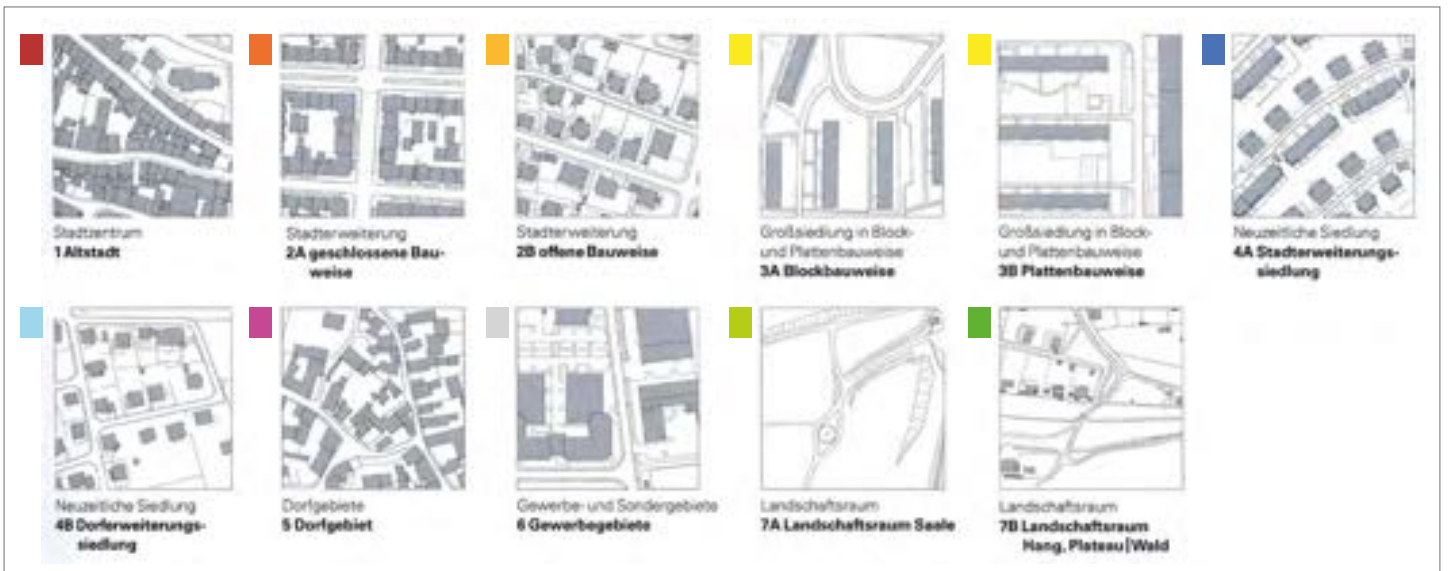 Stadtzentrum
1 Altstadt
Stadterweiterung
2A geschlossene Bau-
weise
Stadterweiterung
2B offene Bauweise
Großsiedlung in Block-
und Plattenbauweise
3A Blockbauweise
Großsiedlung in Block-
und Plattenbauweise
3B Plattenbauweise
Neuzeitliche Siedlung
4A Stadterweiterungs-
siedlung
Neuzeitliche Siedlung
4B Dorferweiterungs-
siedlung
Dorfgebiete
5 Dorfgebiet
Gewerbe- und Sondergebiete
6 Gewerbegebiete
Landschaftsraum
7A Landschaftsraum Saale
Landschaftsraum
7B Landschaftsraum
Hang, Plateau|Wald